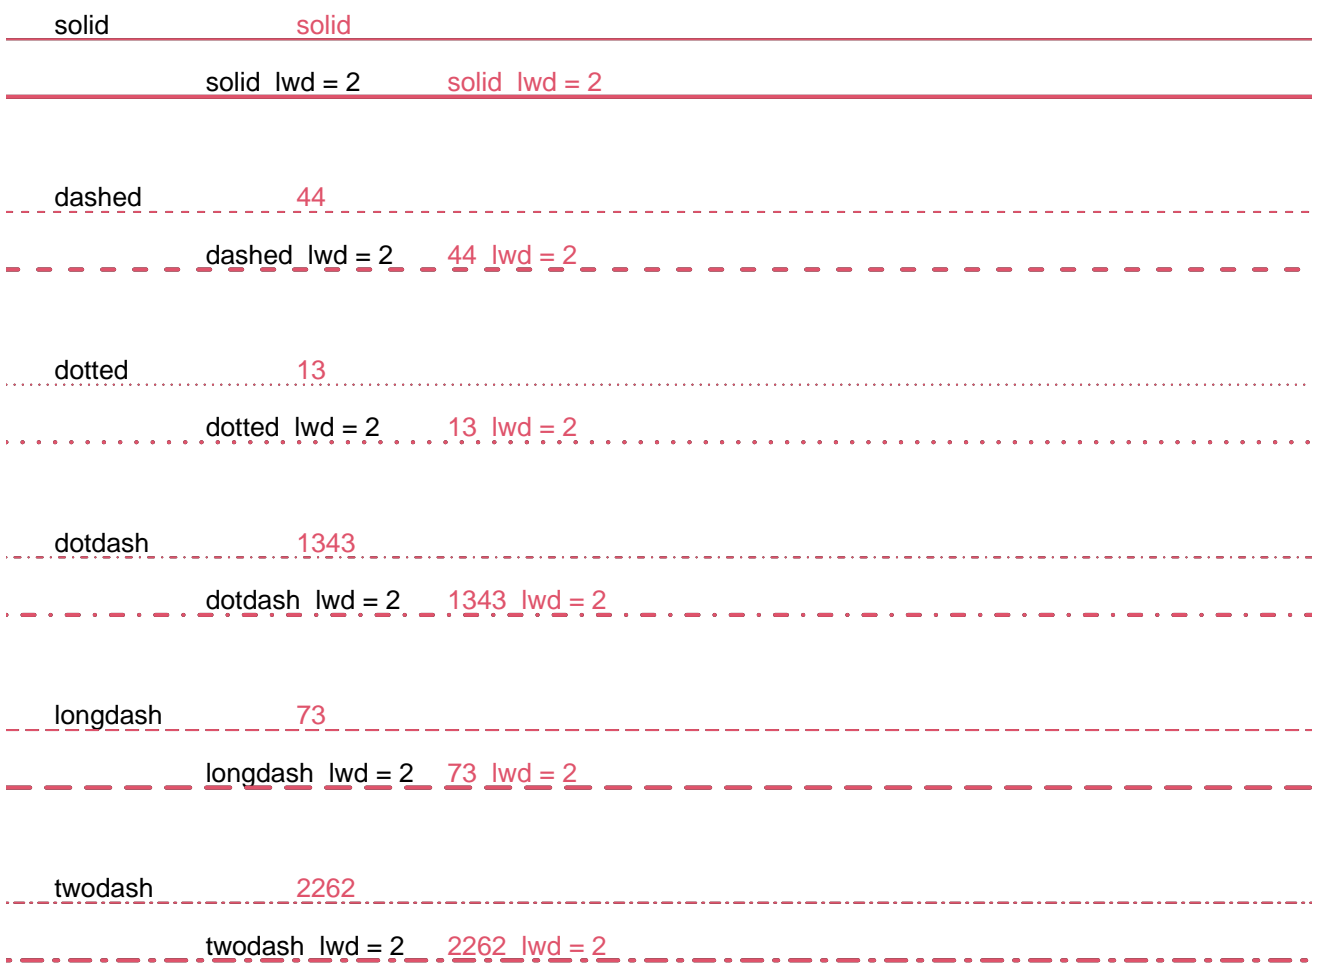 solid solid
solid lwd = 2 solid lwd = 2
dashed 44
dashed lwd = 2 44 lwd = 2
dotted 13
dotted lwd = 2 13 lwd = 2
dotdash 1343
dotdash lwd = 2 1343 lwd = 2
longdash 73
longdash lwd = 2 73 lwd = 2
twodash 2262
twodash lwd = 2 2262 lwd = 2